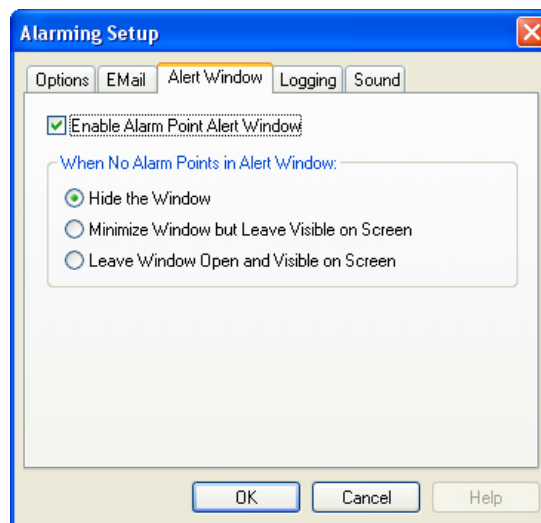 Alarming Setup
Options EMail Alert Window Logging Sound
Enable Alarm Point Alert Window
When No Alarm Points in Alert Window:
Hide the Window
Minimize Window but Leave Visible on Screen
Leave Window Open and Visible on Screen
OK Cancel Help